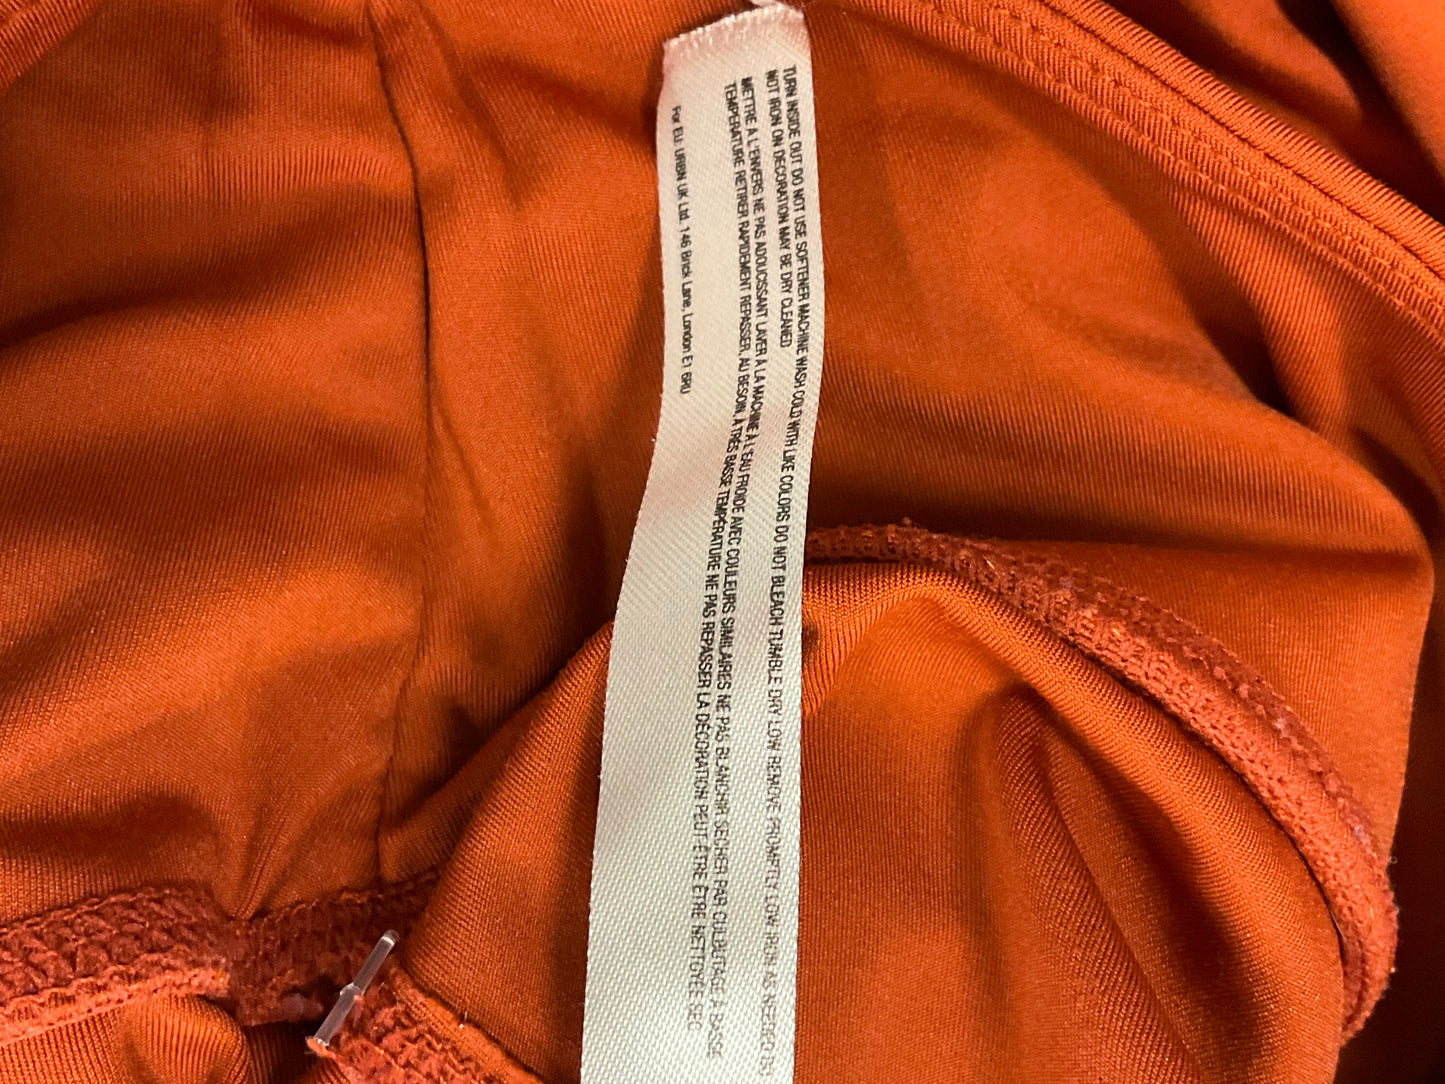 TURN INSIDE OUT DO NOT USE SOFTENER MACHINE WASH COLD WITH LIKE COLORS DO NOT BLEACH TUMBLE DRY LOW REMOVE PROMPTLY LOW IRON AS NEEDED DO
NOT IRON ON DECORATION MAY BE DRY CLEANED
METTRE A L'ENVERS NE PAS ADOUCISSANT LAVER À LA MACHINE À L'EAU FROIDE AVEC COULEURS SIMILAIRES NE PAS BLANCHIR SECHER PAR CULBUTAGE À BASSE
TEMPÉRATURE RETIRER RAPIDEMENT REPASSER, AU BESOIN, À TRÈS BASSE TEMPÉRATURE NE PAS REPASSER LA DÉCORATION PEUT-ÊTRE ÊTRE NETTOYÉE SEC
For EU: URBN UK Ltd. 146 Brick Lane, London E1 6RU